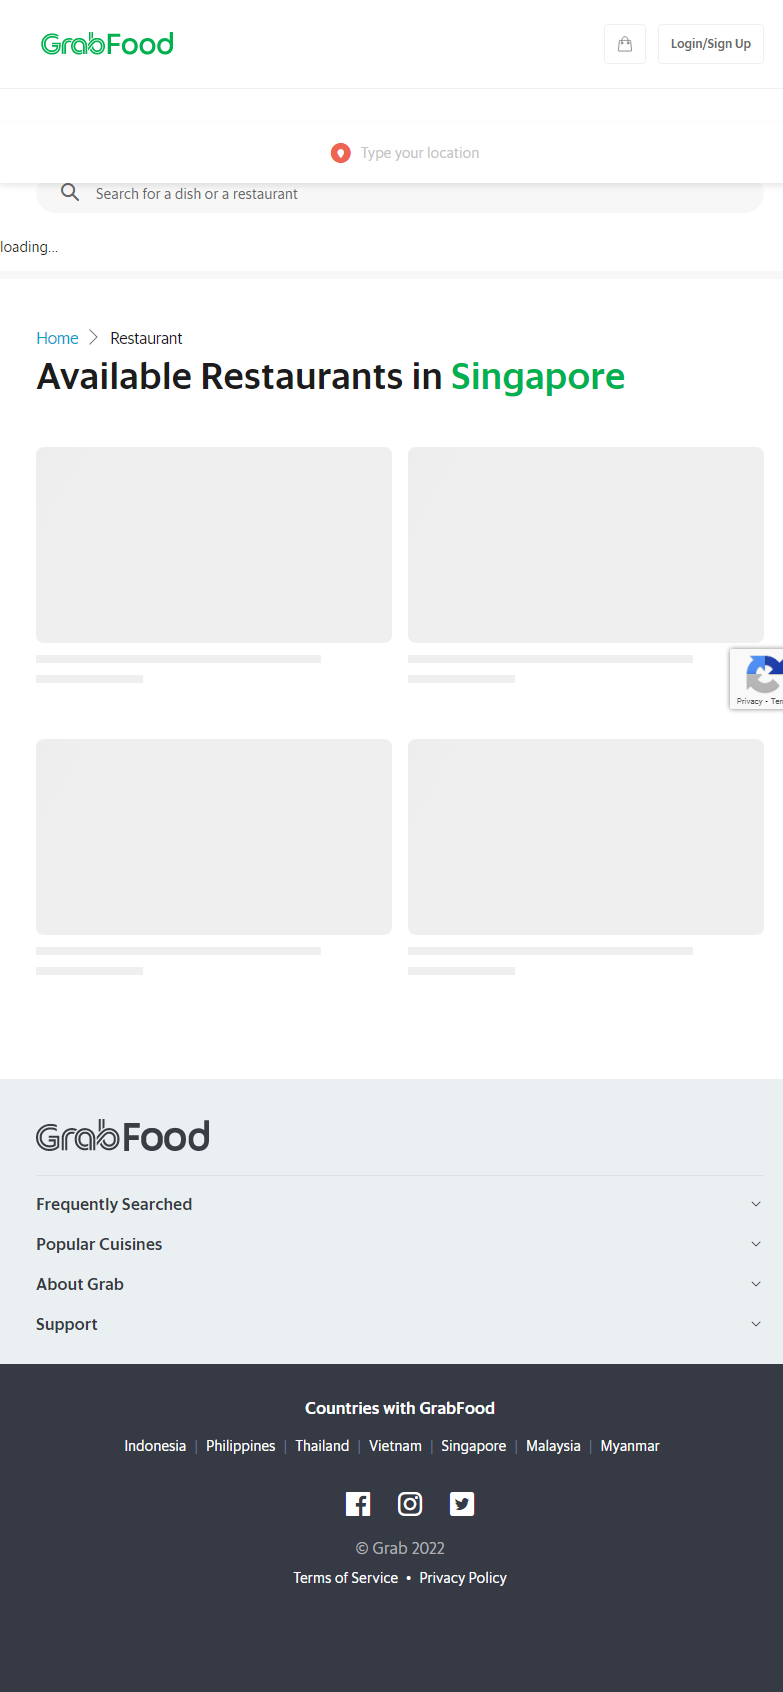 GrabFood
Login/Sign Up
Type your location
Search for a dish or a restaurant
loading...
Home
Restaurant
Available Restaurants in Singapore
Privacy - Ter
GrabFood
Frequently Searched
Popular Cuisines
About Grab
Support
Countries with GrabFood
Indonesia | Philippines | Thailand | Vietnam | Singapore | Malaysia | Myanmar
© Grab 2022
Terms of Service • Privacy Policy